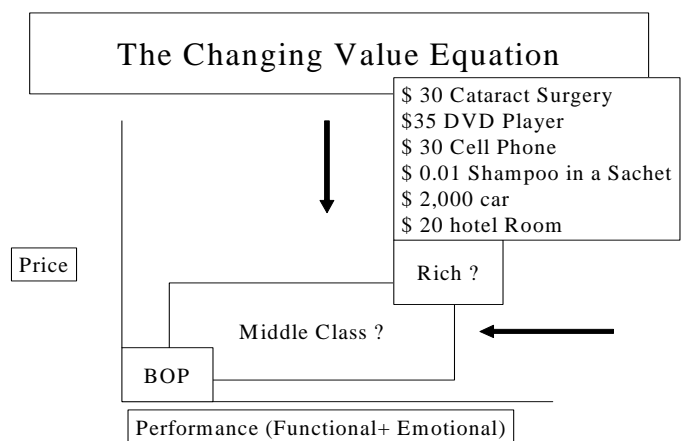 The Changing Value Equation
$ 30 Cataract Surgery
$35 DVD Player
$ 30 Cell Phone
$ 0.01 Shampoo in a Sachet
$ 2,000 car
$ 20 hotel Room
Price
Rich ?
Middle Class ?
BOP
Performance (Functional+ Emotional)